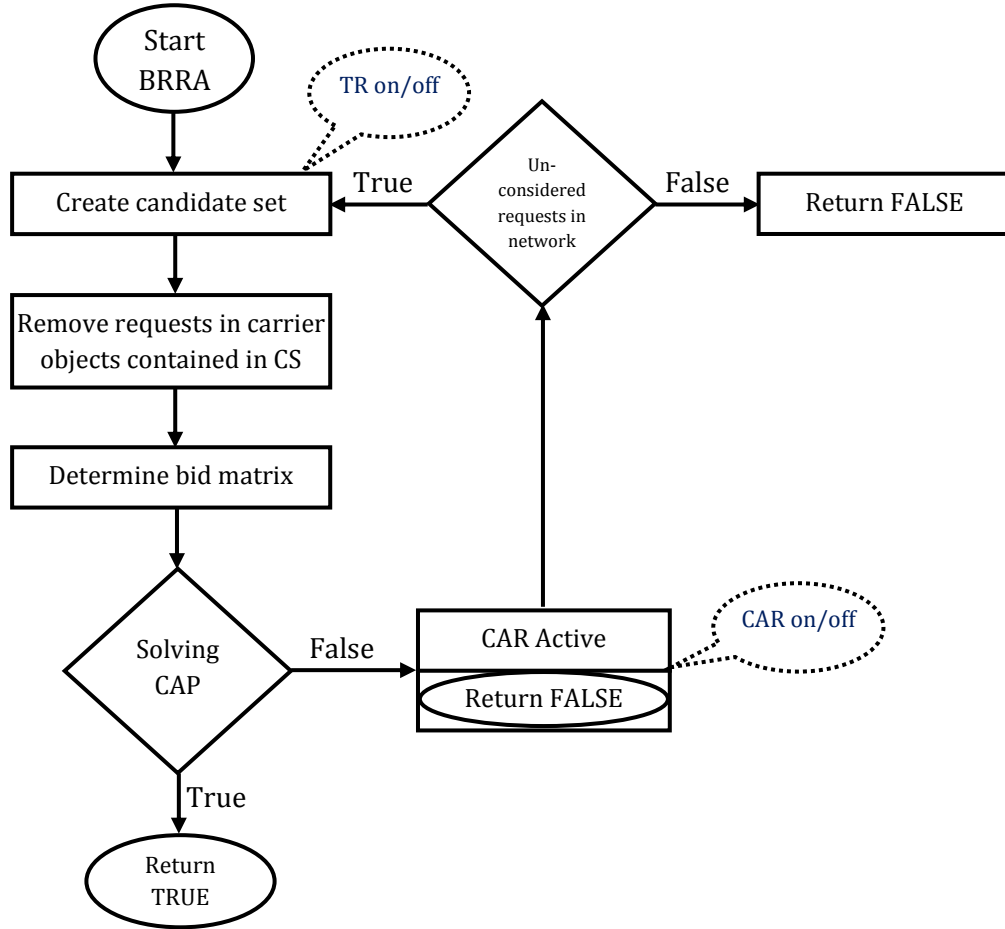 Start
BRRA
TR on/off
Create candidate set
True
Un-
considered
requests in
network
False
Return FALSE
Remove requests in carrier
objects contained in CS
Determine bid matrix
Solving
CAP
False
CAR Active
Return FALSE
CAR on/off
True
Return
TRUE